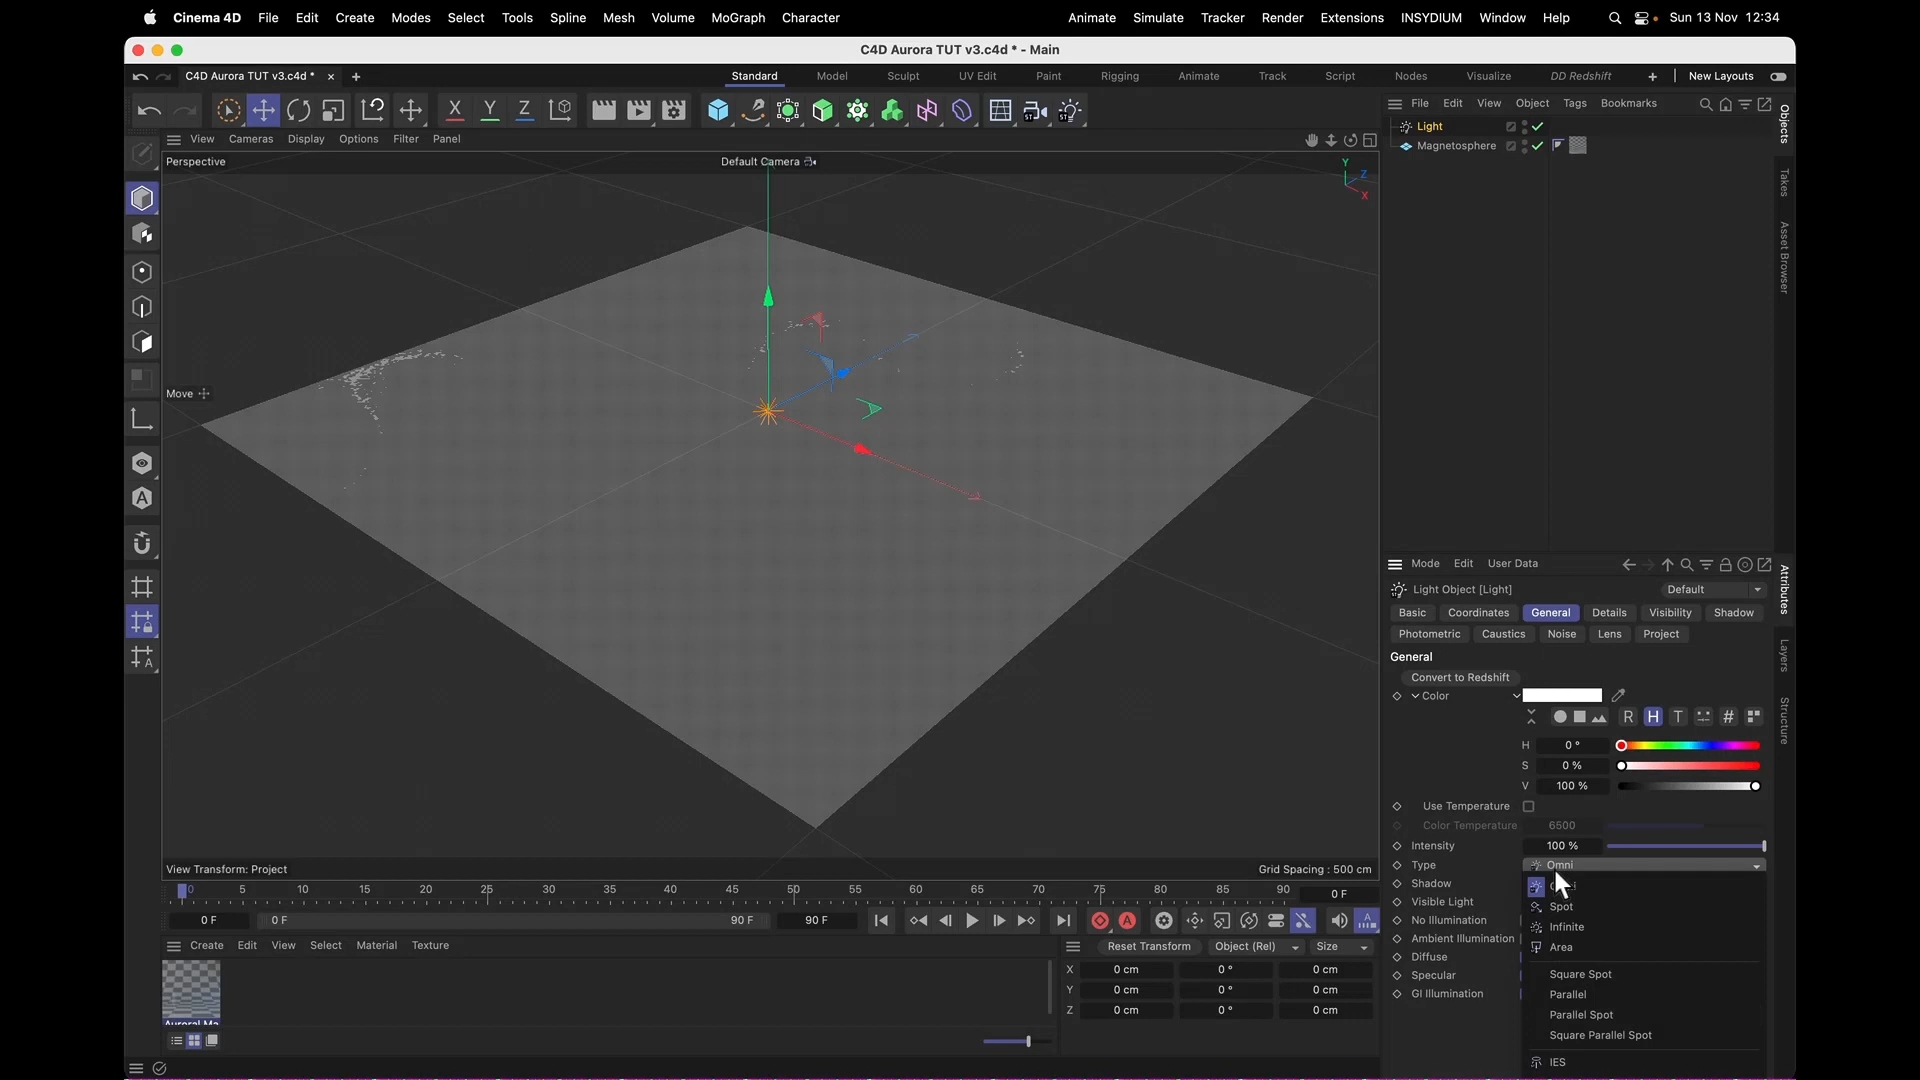 Cinema 4D File Edit Create Modes Select Tools Spline Mesh Volume MoGraph Character Animate Simulate Tracker Render Extensions INSYDIUM Window Help Sun 13 Nov 12:34
C4D Aurora TUT v3.c4d * - Main
C4D Aurora TUT v3.c4d * × + Standard Model Sculpt UV Edit Paint Rigging Animate Track Script Nodes Visualize DD Redshift + New Layouts
X Y Z ST ST
File Edit View Object Tags Bookmarks
View Cameras Display Options Filter Panel
Perspective Default Camera
Light
Magnetosphere
Y Z X
Objects
Takes
Asset Browser
Move
Mode Edit User Data
Light Object [Light] Default
Basic Coordinates General Details Visibility Shadow
Photometric Caustics Noise Lens Project
Attributes
Layers
Structure
General
Convert to Redshift
Color
R H T #
H 0 °
S 0 %
V 100 %
Use Temperature
Color Temperature 6500
Intensity 100 %
Type Omni
Shadow
Visible Light Spot
No Illumination Infinite
Ambient Illumination Area
Diffuse
Specular Square Spot
GI Illumination Parallel
Parallel Spot
Square Parallel Spot
IES
View Transform: Project Grid Spacing : 500 cm
0 5 10 15 20 25 30 35 40 45 50 55 60 65 70 75 80 85 90 0 F
0 F 0 F 90 F 90 F
Create Edit View Select Material Texture
Reset Transform Object (Rel) Size
X 0 cm 0 ° 0 cm
Y 0 cm 0 ° 0 cm
Z 0 cm 0 ° 0 cm
Auroral Ma